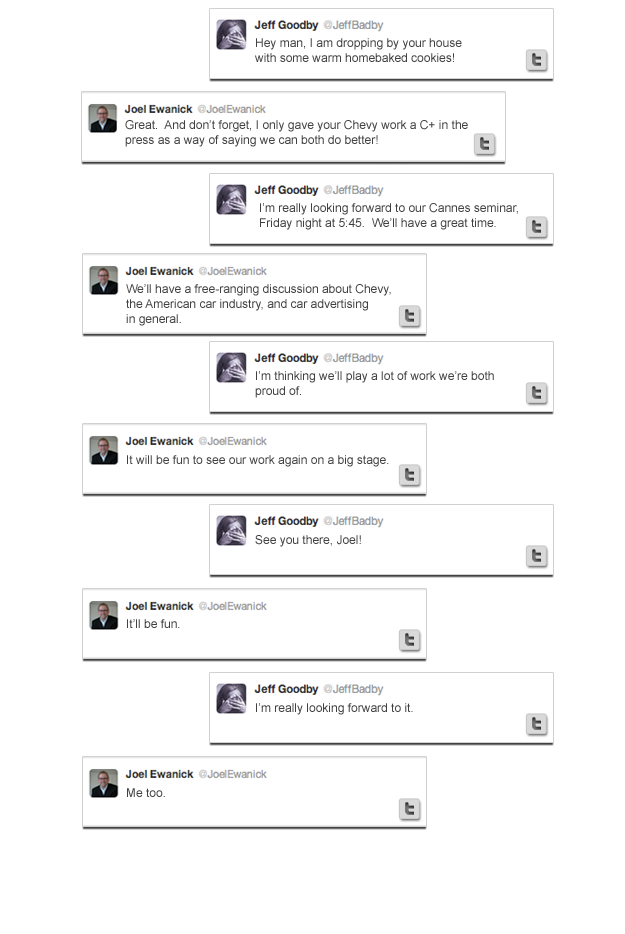 Jeff Goodby @JeffGoodby
Hey man, I am dropping by your house
with some warm homebaked cookies!
Joel Ewanick @JoelEwanick
Great.  And don’t forget, I only gave your Chevy work a C+ in the
press as a way of saying we can both do better!
Jeff Goodby @JeffBadby
I’m really looking forward to our Cannes seminar,
Friday night at 5:45.  We’ll have a great time.
Joel Ewanick @JoelEwanick
We’ll have a free-ranging discussion about Chevy,
the American car industry, and car advertising
in general.
Jeff Goodby @JeffBadby
I’m thinking we’ll play a lot of work we’re both
proud of.
Joel Ewanick @JoelEwanick
It will be fun to see our work again on a big stage.
Jeff Goodby @JeffBadby
See you there, Joel!
Joel Ewanick @JoelEwanick
It’ll be fun.
Jeff Goodby @JeffBadby
I’m really looking forward to it.
Joel Ewanick @JoelEwanick
Me too.